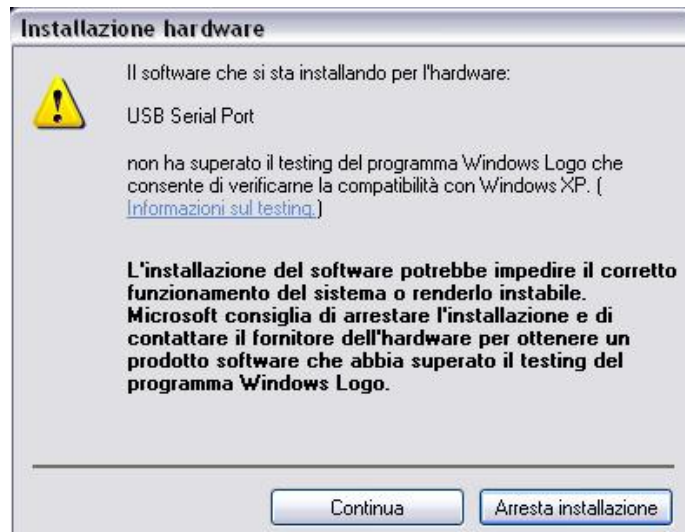 Installazione hardware
Il software che si sta installando per l'hardware:
USB Serial Port
non ha superato il testing del programma Windows Logo che
consente di verificarne la compatibilità con Windows XP. (
Informazioni sul testing.)
L'installazione del software potrebbe impedire il corretto
funzionamento del sistema o renderlo instabile.
Microsoft consiglia di arrestare l'installazione e di
contattare il fornitore dell'hardware per ottenere un
prodotto software che abbia superato il testing del
programma Windows Logo.
Continua Arresta installazione